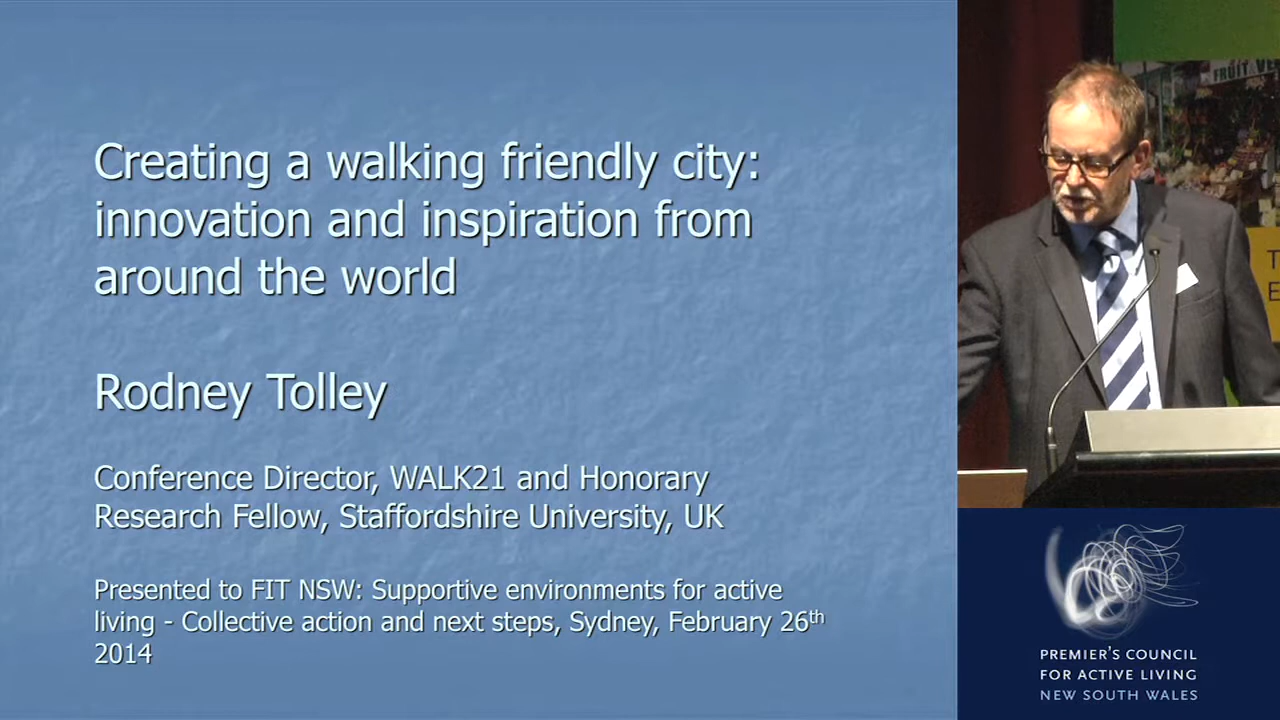 Creating a walking friendly city:
innovation and inspiration from
around the world
Rodney Tolley
Conference Director, WALK21 and Honorary
Research Fellow, Staffordshire University, UK
Presented to FIT NSW: Supportive environments for active
living - Collective action and next steps, Sydney, February 26th
2014
FRUIT
PREMIER'S COUNCIL
FOR ACTIVE LIVING
NEW SOUTH WALES